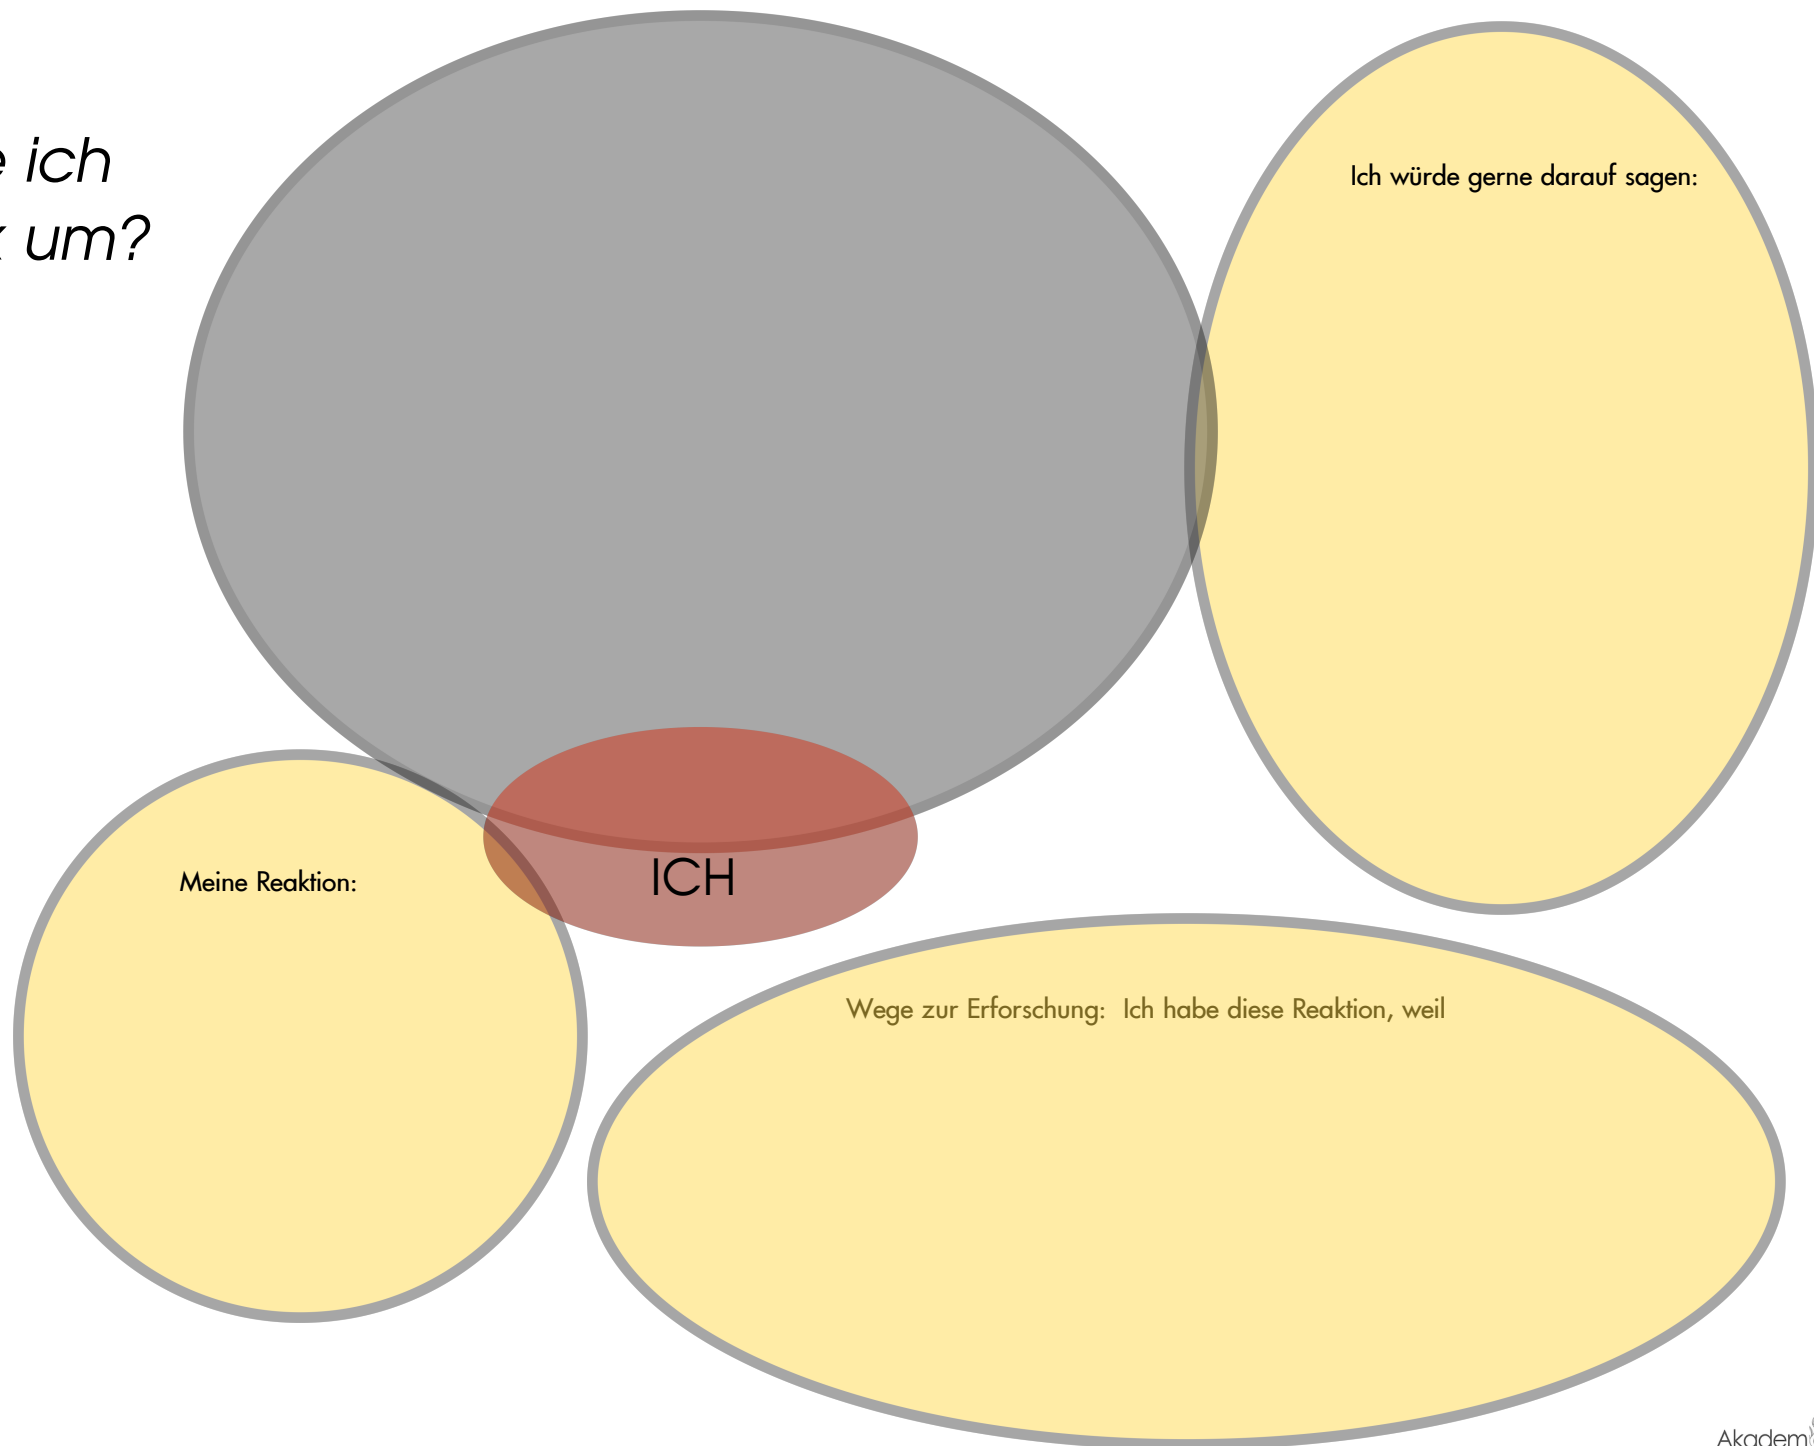 ich
um?
Ich würde gerne darauf sagen:
ICH
Meine Reaktion:
Wege zur Erforschung: Ich habe diese Reaktion, weil
Akadem